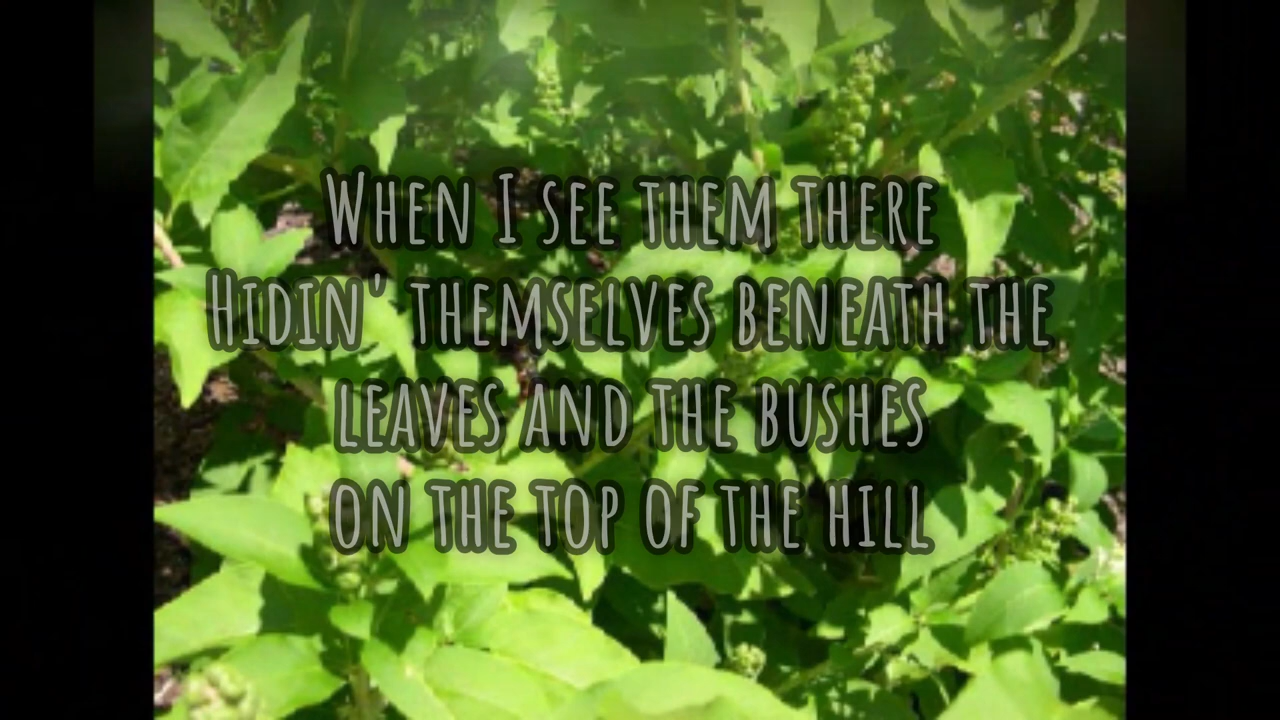 When I see them there
Hidin' themselves beneath the
leaves and the bushes
on the top of the hill